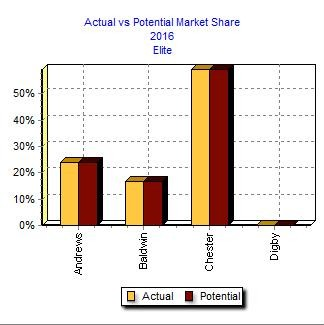 Actual vs Potential Market Share
2016
Elite
50%
40%
30%
20%
10%
0%
Andrews
Baldwin
Chester
Digby
Actual Potential